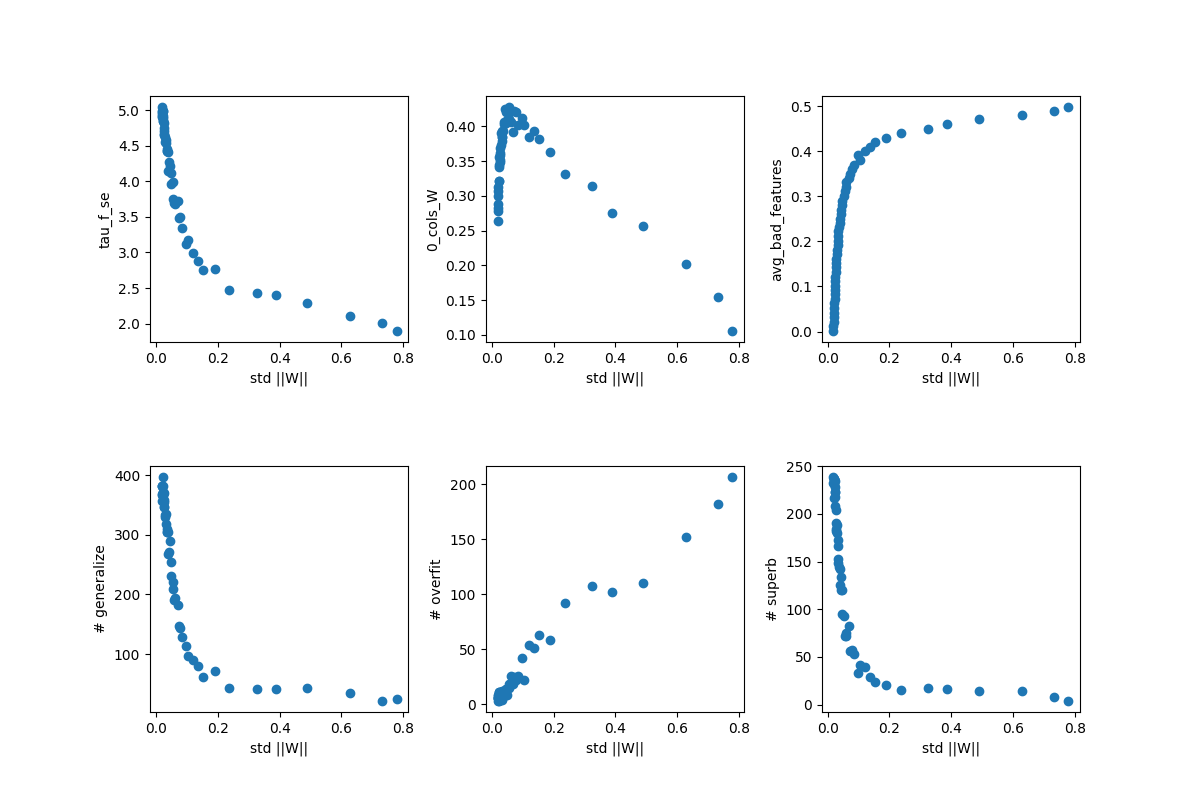 5.0
4.5
4.0
3.5
3.0
2.5
2.0
tau_f_se
0.0 0.2 0.4 0.6 0.8
std ||W||
0.40
0.35
0.30
0.25
0.20
0.15
0.10
0_cols_W
0.0 0.2 0.4 0.6 0.8
std ||W||
0.5
0.4
0.3
0.2
0.1
0.0
avg_bad_features
0.0 0.2 0.4 0.6 0.8
std ||W||
400
300
200
100
# generalize
0.0 0.2 0.4 0.6 0.8
std ||W||
200
150
100
50
0
# overfit
0.0 0.2 0.4 0.6 0.8
std ||W||
250
200
150
100
50
0
# superb
0.0 0.2 0.4 0.6 0.8
std ||W||